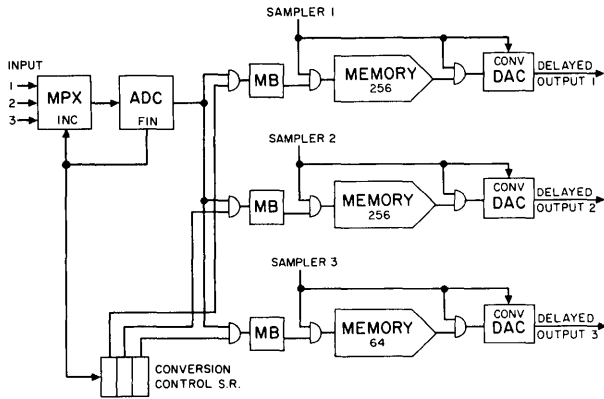 SAMPLER 1
INPUT
1
2
3
MPX
INC
ADC
FIN
MB
MEMORY
256
CONV
DAC
DELAYED
OUTPUT 1
SAMPLER 2
MB
MEMORY
256
CONV
DAC
DELAYED
OUTPUT 2
SAMPLER 3
MB
MEMORY
64
CONV
DAC
DELAYED
OUTPUT 3
CONVERSION
CONTROL S.R.